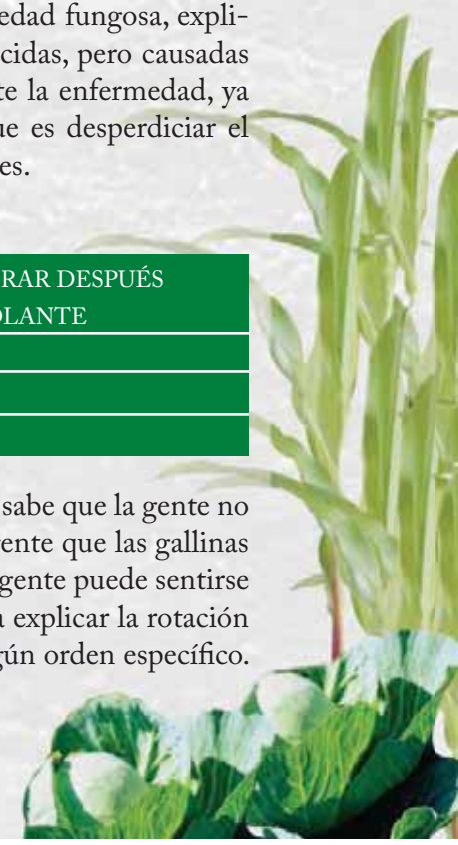 edad fungosa, expli-
cidas, pero causadas
te la enfermedad, ya
ue es desperdiciar el
es.
RAR DESPUÉS
OLANTE
sabe que la gente no
ente que las gallinas
gente puede sentirse
a explicar la rotación
gún orden específico.